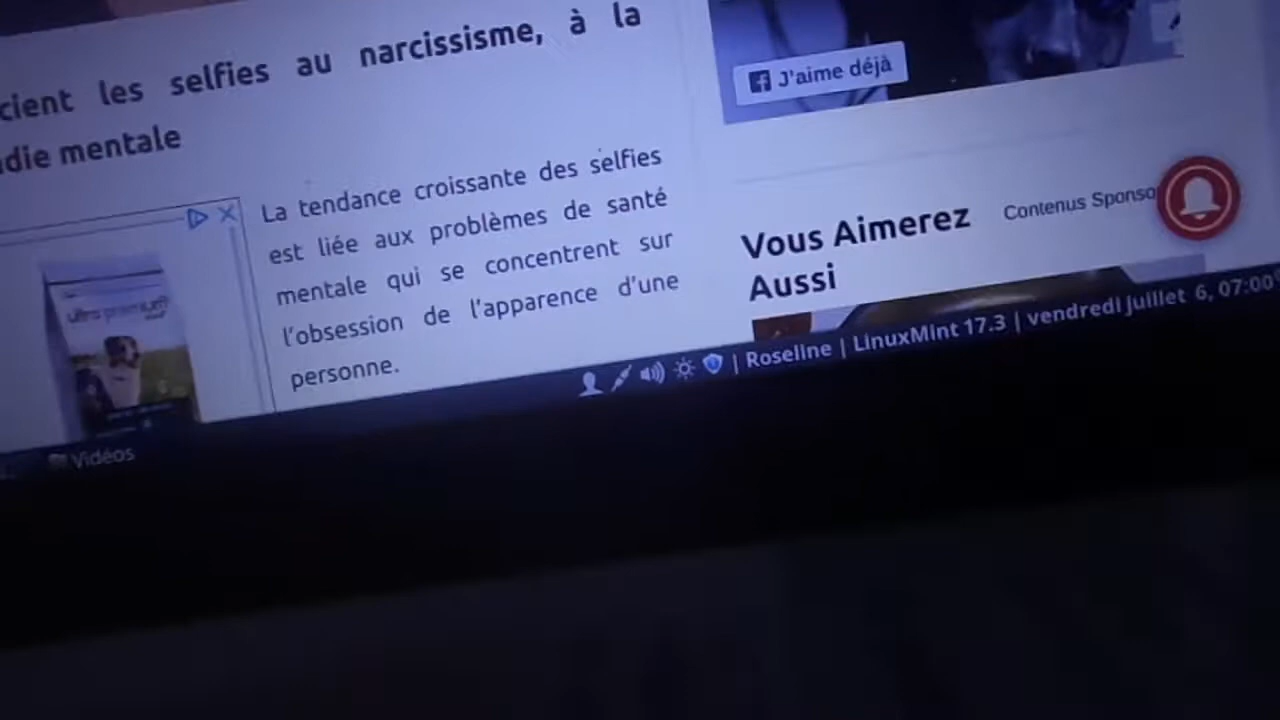 cient les selfies au narcissisme, à la
die mentale
La tendance croissante des selfies
est liée aux problèmes de santé
mentale qui se concentrent sur
l'obsession de l'apparence d'une
personne.
ultra premium
J'aime déjà
Vous Aimerez
Aussi
Contenus Sponso
| Roseline | LinuxMint 17.3 | vendredi juillet 6, 07:00
Vidéos